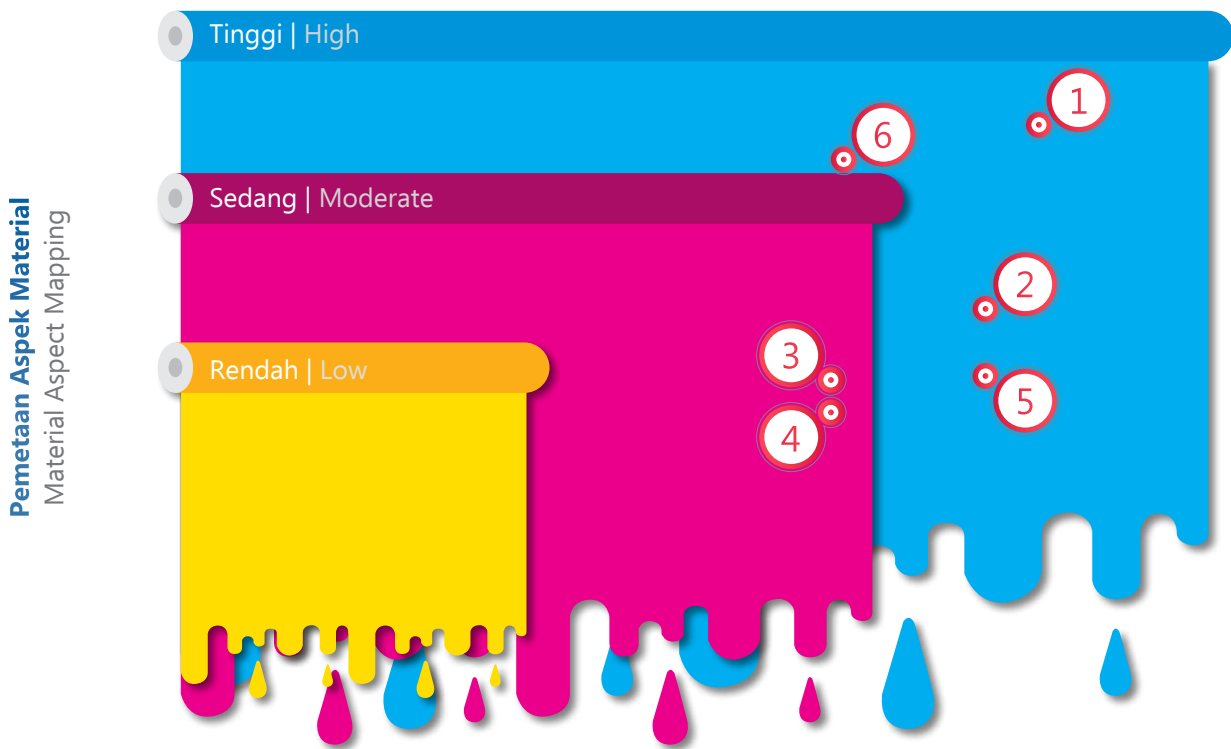 Tinggi | High
1
6
Sedang | Moderate
2
3
Rendah | Low
5
4
Pemetaan Aspek Material
Material Aspect Mapping